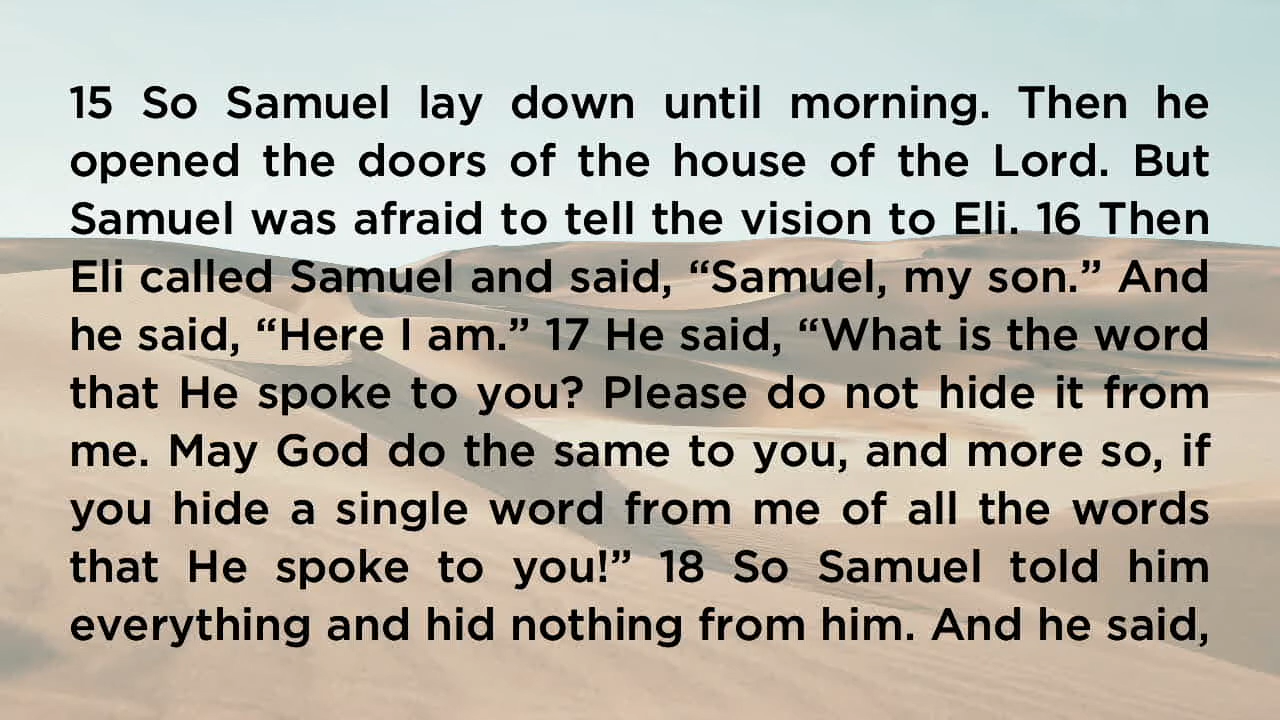 15 So Samuel lay down until morning. Then he
opened the doors of the house of the Lord. But
Samuel was afraid to tell the vision to Eli. 16 Then
Eli called Samuel and said, “Samuel, my son.” And
he said, “Here I am.” 17 He said, “What is the word
that He spoke to you? Please do not hide it from
me. May God do the same to you, and more so, if
you hide a single word from me of all the words
that He spoke to you!” 18 So Samuel told him
everything and hid nothing from him. And he said,